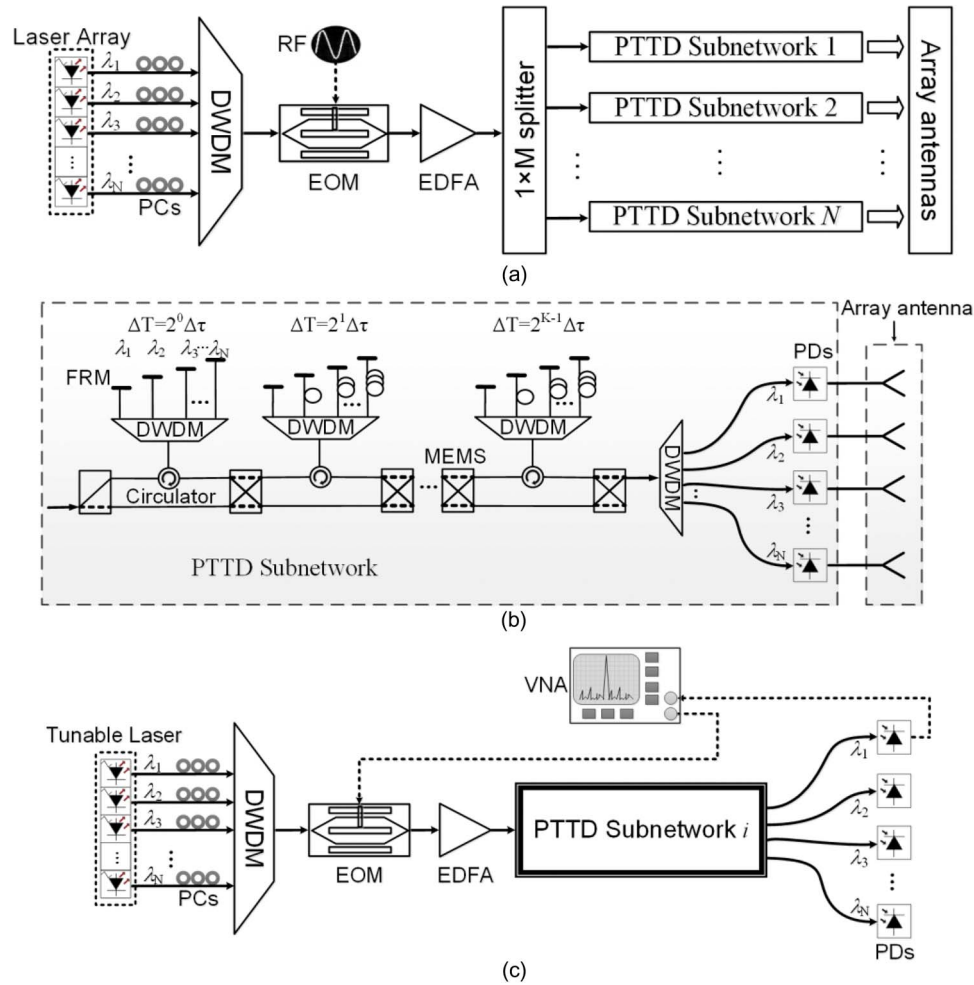 Laser Array
λ1
λ2
λ3
...
λN
PCs
DWDM
RF
EOM
EDFA
1×M splitter
PTTD Subnetwork 1
PTTD Subnetwork 2
PTTD Subnetwork N
Array antennas
(a)
ΔT=2^0Δτ
ΔT=2^1Δτ
ΔT=2^{K-1}Δτ
Array antenna
λ1 λ2 λ3...λN
FRM
PDs
DWDM
DWDM
DWDM
MEMS
Circulator
DWDM
λ1
λ2
λ3
λN
PTTD Subnetwork
(b)
VNA
Tunable Laser
λ1
λ2
λ3
...
λN
PCs
DWDM
EOM
EDFA
PTTD Subnetwork i
λ1
λ2
λ3
λN
PDs
(c)